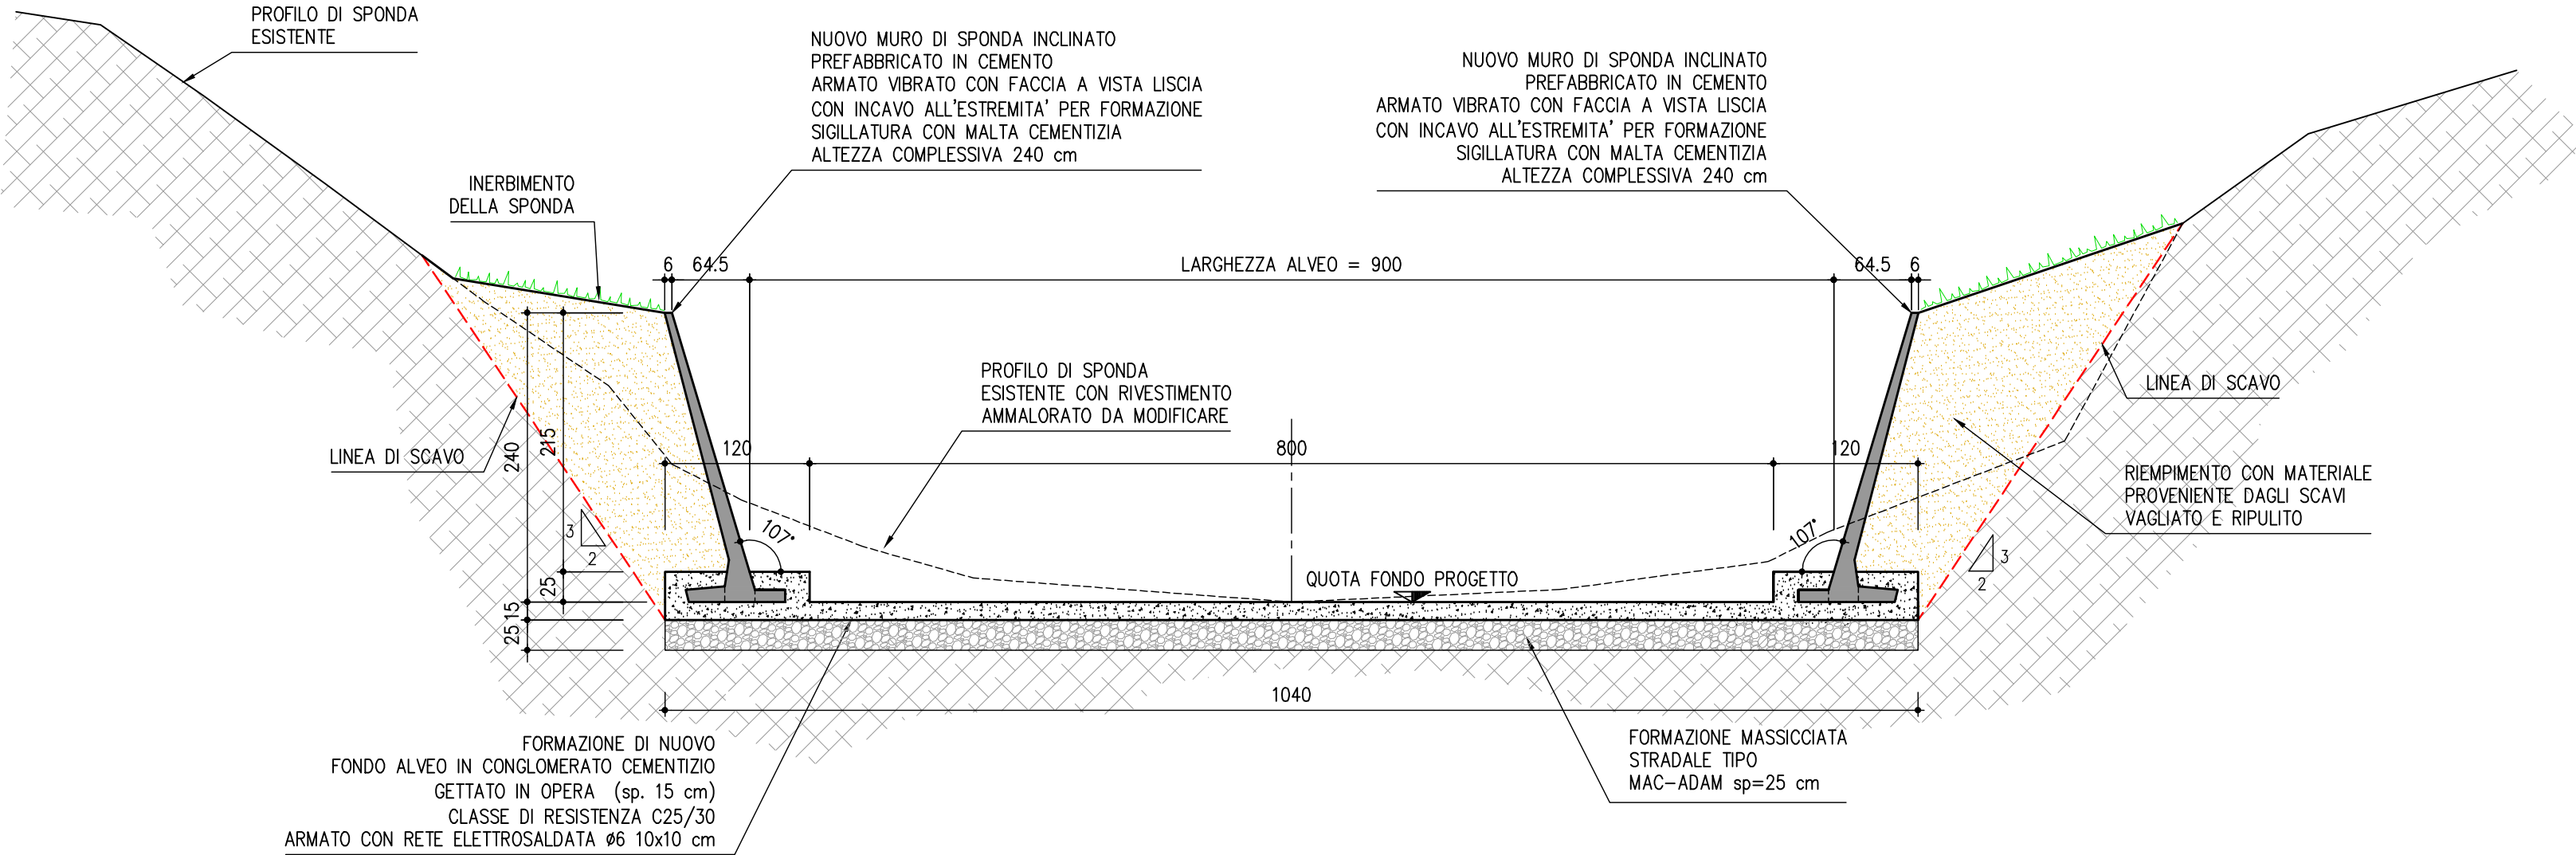 PROFILO DI SPONDA
ESISTENTE
NUOVO MURO DI SPONDA INCLINATO
PREFABBRICATO IN CEMENTO
ARMATO VIBRATO CON FACCIA A VISTA LISCIA
CON INCAVO ALL'ESTREMITA' PER FORMAZIONE
SIGILLATURA CON MALTA CEMENTIZIA
ALTEZZA COMPLESSIVA 240 cm
NUOVO MURO DI SPONDA INCLINATO
PREFABBRICATO IN CEMENTO
ARMATO VIBRATO CON FACCIA A VISTA LISCIA
CON INCAVO ALL'ESTREMITA' PER FORMAZIONE
SIGILLATURA CON MALTA CEMENTIZIA
ALTEZZA COMPLESSIVA 240 cm
INERBIMENTO
DELLA SPONDA
6 64.5
LARGHEZZA ALVEO = 900
64.5 6
PROFILO DI SPONDA
ESISTENTE CON RIVESTIMENTO
AMMALORATO DA MODIFICARE
LINEA DI SCAVO
LINEA DI SCAVO
240
215
120
800
120
RIEMPIMENTO CON MATERIALE
PROVENIENTE DAGLI SCAVI
VAGLIATO E RIPULITO
3
2
107°
107°
3
2
25
15
25
QUOTA FONDO PROGETTO
1040
FORMAZIONE DI NUOVO
FONDO ALVEO IN CONGLOMERATO CEMENTIZIO
GETTATO IN OPERA (sp. 15 cm)
CLASSE DI RESISTENZA C25/30
ARMATO CON RETE ELETTROSALDATA ø6 10x10 cm
FORMAZIONE MASSICCIATA
STRADALE TIPO
MAC-ADAM sp=25 cm